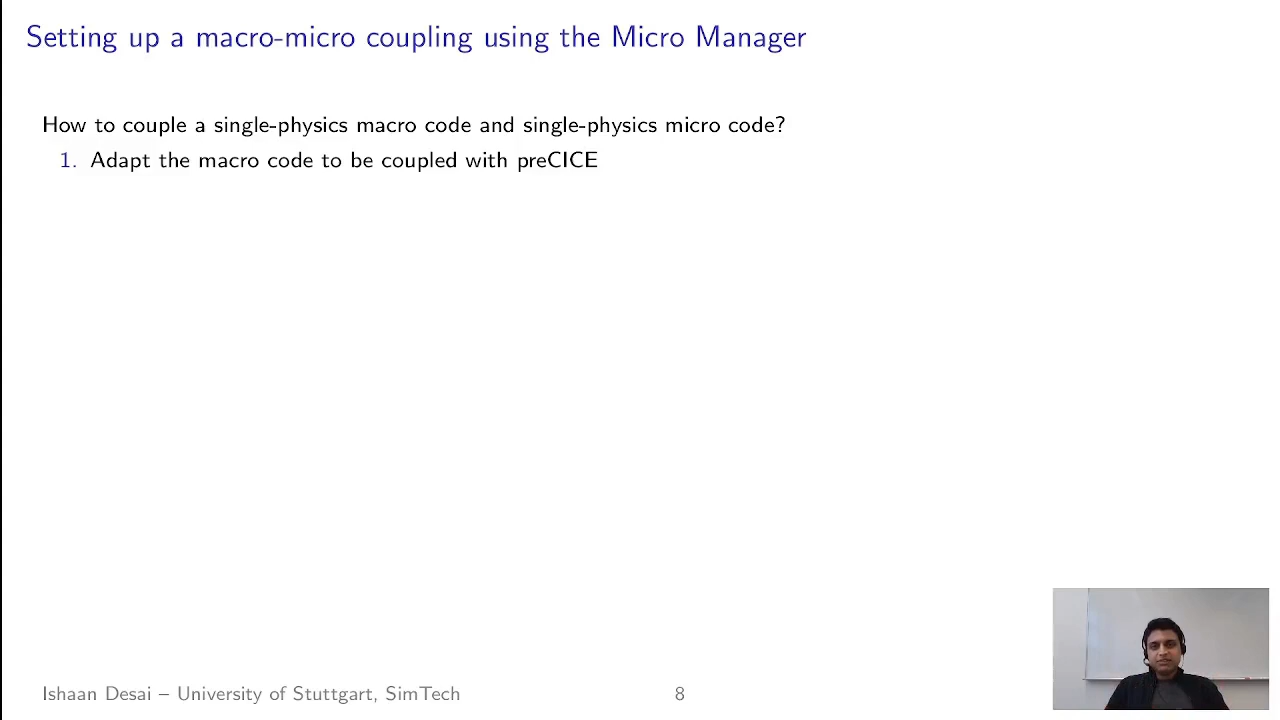 Setting up a macro-micro coupling using the Micro Manager
How to couple a single-physics macro code and single-physics micro code?
1. Adapt the macro code to be coupled with preCICE
Ishaan Desai – University of Stuttgart, SimTech
8